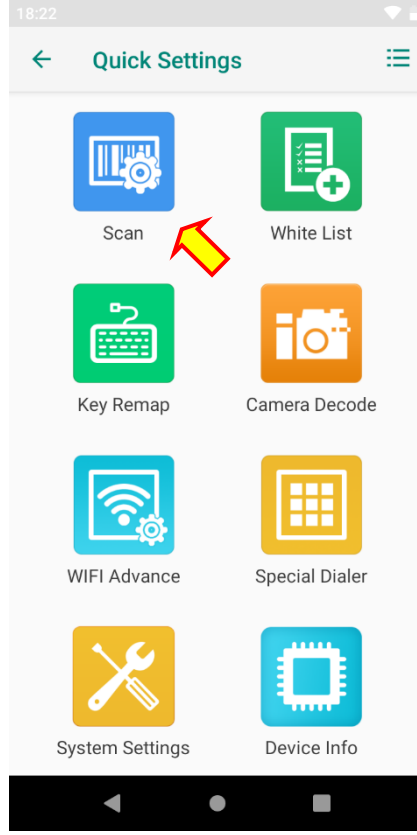 18:22
Quick Settings
Scan
White List
Key Remap
Camera Decode
WIFI Advance
Special Dialer
System Settings
Device Info